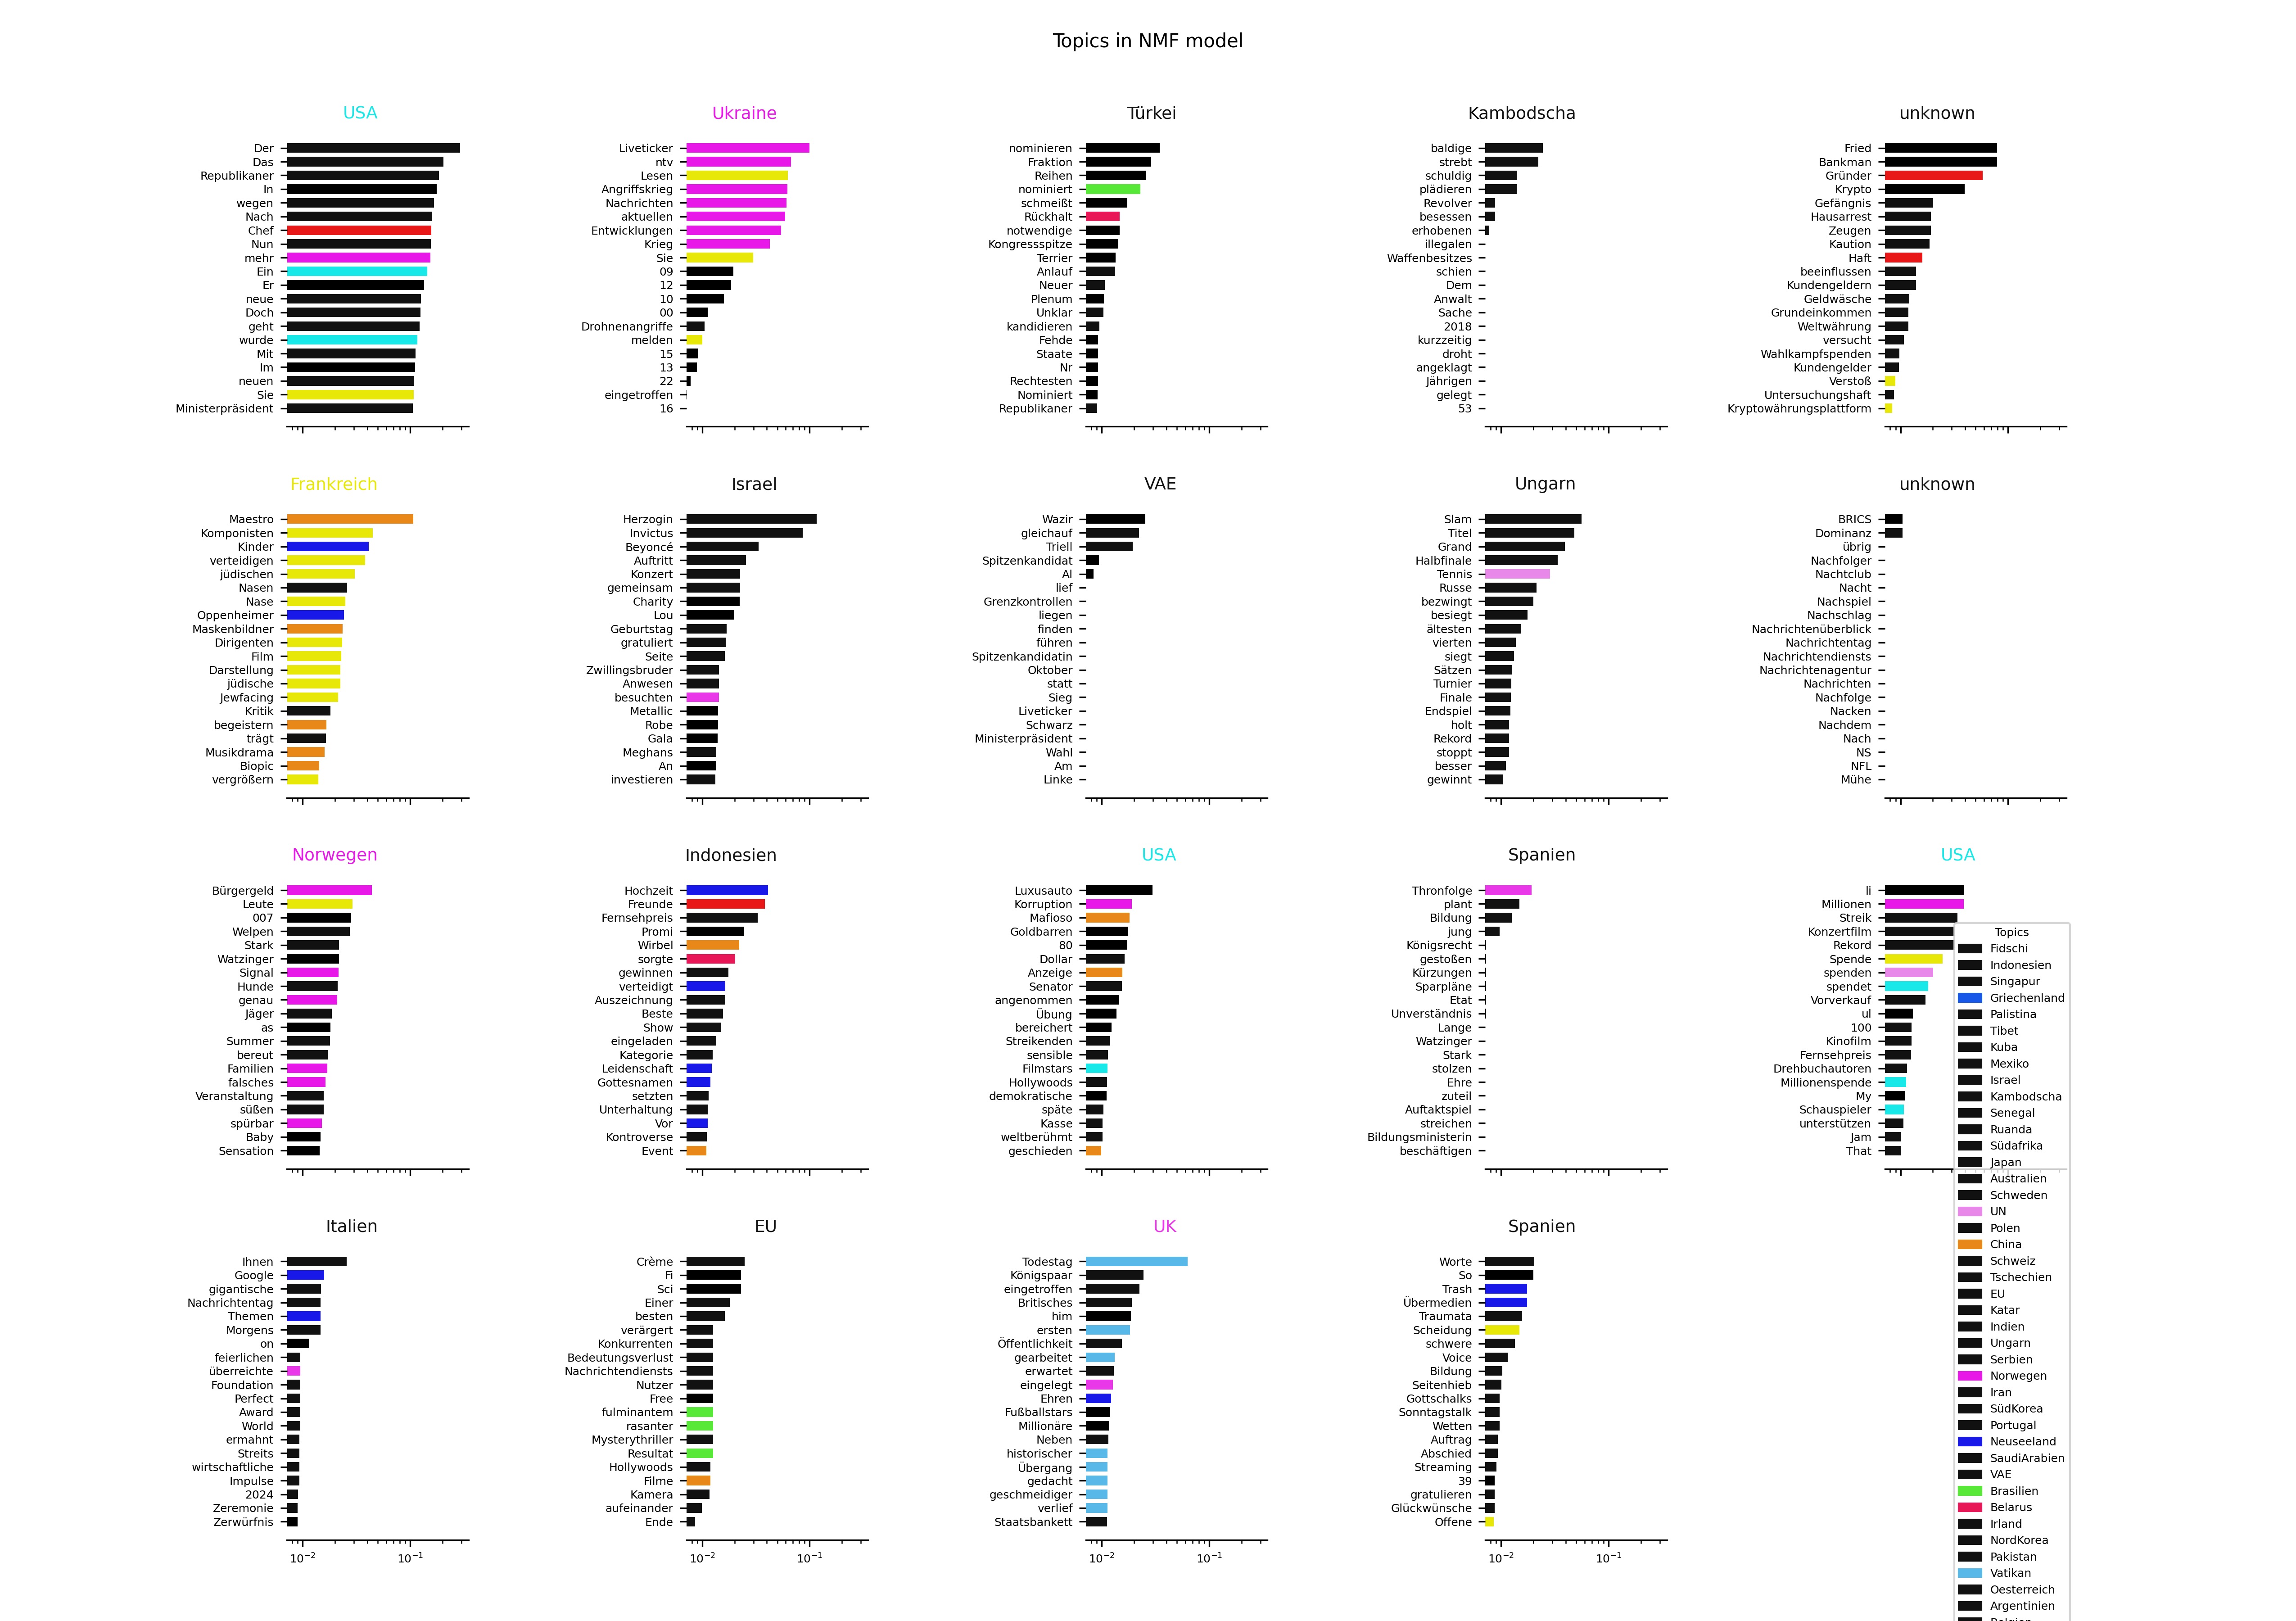 Topics in NMF model
USA
Der
Das
Republikaner
In
wegen
Nach
Chef
Nun
mehr
Ein
Er
neue
Doch
geht
wurde
Mit
Im
neuen
Sie
Ministerpräsident
Ukraine
Liveticker
ntv
Lesen
Angriffskrieg
Nachrichten
aktuellen
Entwicklungen
Krieg
Sie
09
12
10
00
Drohnenangriffe
melden
15
13
22
eingetroffen
16
Türkei
nominieren
Fraktion
Reihen
nominiert
schmeißt
Rückhalt
notwendige
Kongressspitze
Terrier
Anlauf
Neuer
Plenum
Unklar
kandidieren
Fehde
Staate
Nr
Rechtesten
Nominiert
Republikaner
Kambodscha
baldige
strebt
schuldig
plädieren
Revolver
besessen
erhobenen
illegalen
Waffenbesitzes
schien
Dem
Anwalt
Sache
2018
kurzzeitig
droht
angeklagt
Jährigen
gelegt
53
unknown
Fried
Bankman
Gründer
Krypto
Gefängnis
Hausarrest
Zeugen
Kaution
Haft
beeinflussen
Kundengeldern
Geldwäsche
Grundeinkommen
Weltwährung
versucht
Wahlkampfspenden
Kundengelder
Verstoß
Untersuchungshaft
Kryptowährungsplattform
Frankreich
Maestro
Komponisten
Kinder
verteidigen
jüdischen
Nasen
Nase
Oppenheimer
Maskenbildner
Dirigenten
Film
Darstellung
jüdische
Jewfacing
Kritik
begeistern
trägt
Musikdrama
Biopic
vergrößern
Israel
Herzogin
Invictus
Beyoncé
Auftritt
Konzert
gemeinsam
Charity
Lou
Geburtstag
gratuliert
Seite
Zwillingsbruder
Anwesen
besuchten
Metallic
Robe
Gala
Meghans
An
investieren
VAE
Wazir
gleichauf
Triell
Spitzenkandidat
Al
lief
Grenzkontrollen
liegen
finden
führen
Spitzenkandidatin
Oktober
statt
Sieg
Liveticker
Schwarz
Ministerpräsident
Wahl
Am
Linke
Ungarn
Slam
Titel
Grand
Halbfinale
Tennis
Russe
bezwingt
besiegt
ältesten
vierten
siegt
Sätzen
Turnier
Finale
Endspiel
holt
Rekord
stoppt
besser
gewinnt
unknown
BRICS
Dominanz
übrig
Nachfolger
Nachtclub
Nacht
Nachspiel
Nachschlag
Nachrichtenüberblick
Nachrichtentag
Nachrichtendiensts
Nachrichtenagentur
Nachrichten
Nachfolge
Nacken
Nachdem
Nach
NS
NFL
Mühe
Norwegen
Bürgergeld
Leute
007
Welpen
Stark
Watzinger
Signal
Hunde
genau
Jäger
as
Summer
bereut
Familien
falsches
Veranstaltung
süßen
spürbar
Baby
Sensation
Indonesien
Hochzeit
Freunde
Fernsehpreis
Promi
Wirbel
sorgte
gewinnen
verteidigt
Auszeichnung
Beste
Show
eingeladen
Kategorie
Leidenschaft
Gottesnamen
setzten
Unterhaltung
Vor
Kontroverse
Event
USA
Luxusauto
Korruption
Mafioso
Goldbarren
80
Dollar
Anzeige
Senator
angenommen
Übung
bereichert
Streikenden
sensible
Filmstars
Hollywoods
demokratische
späte
Kasse
weltberühmt
geschieden
Spanien
Thronfolge
plant
Bildung
jung
Königsrecht
gestoßen
Kürzungen
Sparpläne
Etat
Unverständnis
Lange
Watzinger
Stark
stolzen
Ehre
zuteil
Auftaktspiel
streichen
Bildungsministerin
beschäftigen
USA
li
Millionen
Streik
Konzertfilm
Rekord
Spende
spenden
spendet
Vorverkauf
ul
100
Kinofilm
Fernsehpreis
Drehbuchautoren
Millionenspende
My
Schauspieler
unterstützen
Jam
That
Italien
Ihnen
Google
gigantische
Nachrichtentag
Themen
Morgens
on
feierlichen
überreichte
Foundation
Perfect
Award
World
ermahnt
Streits
wirtschaftliche
Impulse
2024
Zeremonie
Zerwürfnis
10⁻²
10⁻¹
EU
Crème
Fi
Sci
Einer
besten
verärgert
Konkurrenten
Bedeutungsverlust
Nachrichtendiensts
Nutzer
Free
fulminantem
rasanter
Mysterythriller
Resultat
Hollywoods
Filme
Kamera
aufeinander
Ende
10⁻²
10⁻¹
UK
Todestag
Königspaar
eingetroffen
Britisches
him
ersten
Öffentlichkeit
gearbeitet
erwartet
eingelegt
Ehren
Fußballstars
Millionäre
Neben
historischer
Übergang
gedacht
geschmeidiger
verlief
Staatsbankett
10⁻²
10⁻¹
Spanien
Worte
So
Trash
Übermedien
Traumata
Scheidung
schwere
Voice
Bildung
Seitenhieb
Gottschalks
Sonntagstalk
Wetten
Auftrag
Abschied
Streaming
39
gratulieren
Glückwünsche
Offene
10⁻²
10⁻¹
Topics
Fidschi
Indonesien
Singapur
Griechenland
Palistina
Tibet
Kuba
Mexiko
Israel
Kambodscha
Senegal
Ruanda
Südafrika
Japan
Australien
Schweden
UN
Polen
China
Schweiz
Tschechien
EU
Katar
Indien
Ungarn
Serbien
Norwegen
Iran
SüdKorea
Portugal
Neuseeland
SaudiArabien
VAE
Brasilien
Belarus
Irland
NordKorea
Pakistan
Vatikan
Oesterreich
Argentinien